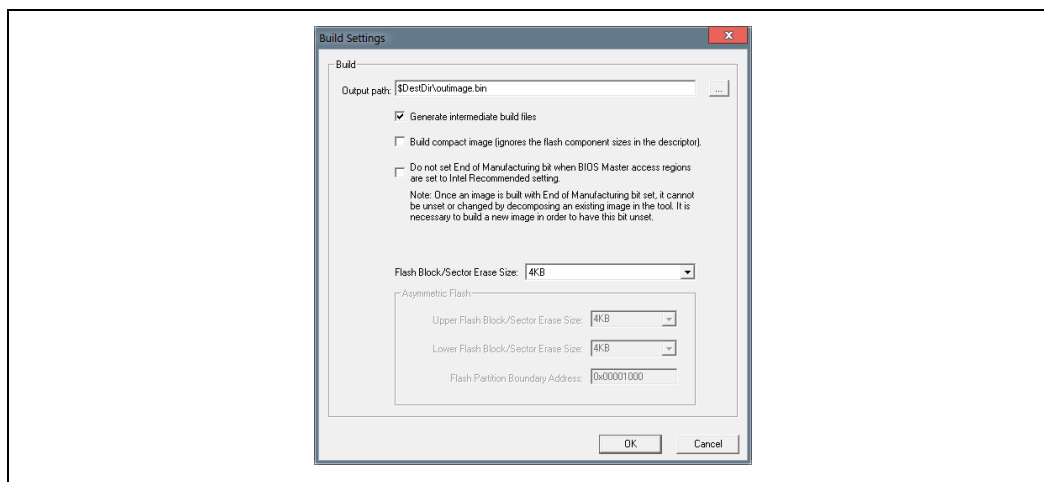 Build Settings
x
Build
Output path: $DestDir\outimage.bin ...
Generate intermediate build files
Build compact image (ignores the flash component sizes in the descriptor).
Do not set End of Manufacturing bit when BIOS Master access regions
are set to Intel Recommended setting.
Note: Once an image is built with End of Manufacturing bit set, it cannot
be unset or changed by decomposing an existing image in the tool. It is
necessary to build a new image in order to have this bit unset.
Flash Block/Sector Erase Size: 4KB
Asymmetric Flash
Upper Flash Block/Sector Erase Size: 4KB
Lower Flash Block/Sector Erase Size: 4KB
Flash Partition Boundary Address: 0x00001000
OK Cancel